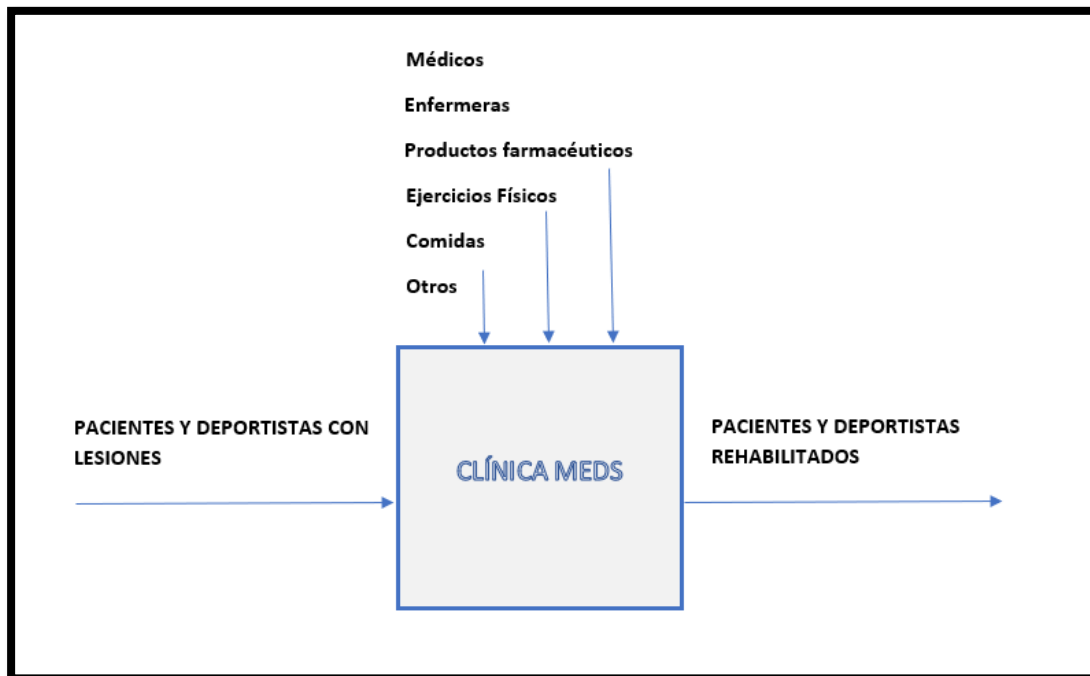 Médicos
Enfermeras
Productos farmacéuticos
Ejercicios Físicos
Comidas
Otros
PACIENTES Y DEPORTISTAS CON
LESIONES
CLÍNICA MEDS
PACIENTES Y DEPORTISTAS
REHABILITADOS